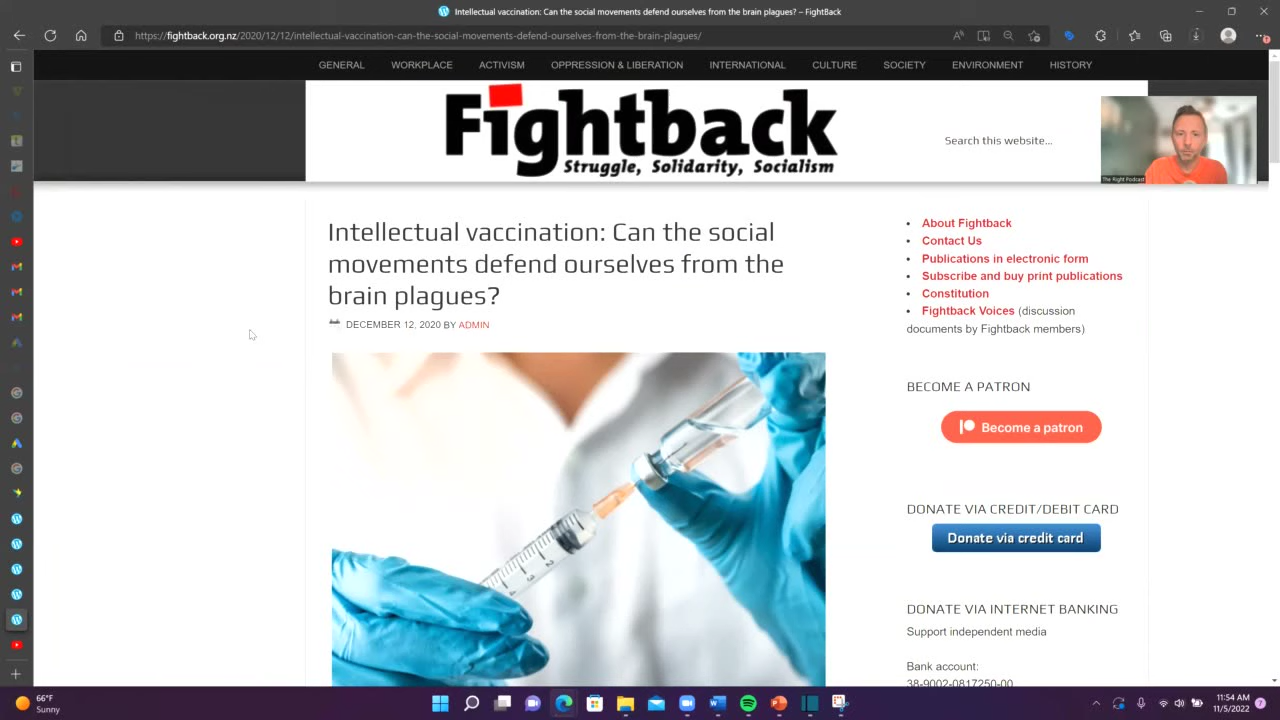 Intellectual vaccination: Can the social movements defend ourselves from the brain plagues? – Fightback
https://fightback.org.nz/2020/12/12/intellectual-vaccination-can-the-social-movements-defend-ourselves-from-the-brain-plagues/
GENERAL WORKPLACE ACTIVISM OPPRESSION & LIBERATION INTERNATIONAL CULTURE SOCIETY ENVIRONMENT HISTORY
Fightback
Struggle, Solidarity, Socialism
Search this website...
The Right Podcast
Intellectual vaccination: Can the social
movements defend ourselves from the
brain plagues?
DECEMBER 12, 2020 BY ADMIN
• About Fightback
• Contact Us
• Publications in electronic form
• Subscribe and buy print publications
• Constitution
• Fightback Voices (discussion
documents by Fightback members)
BECOME A PATRON
Become a patron
DONATE VIA CREDIT/DEBIT CARD
Donate via credit card
DONATE VIA INTERNET BANKING
Support independent media
Bank account:
38-9002-0817250-00
66°F
Sunny
11:54 AM
11/5/2022